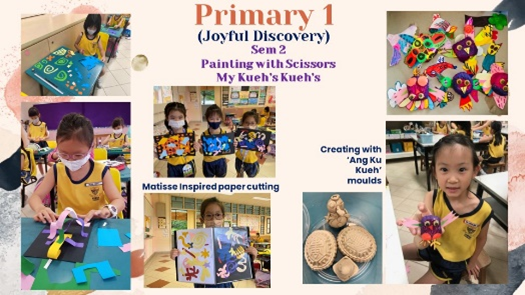 Primary 1
(Joyful Discovery)
Sem 2
Painting with Scissors
My Kueh's Kueh's
Creating with
'Ang Ku
Kueh'
moulds
Matisse Inspired paper cutting